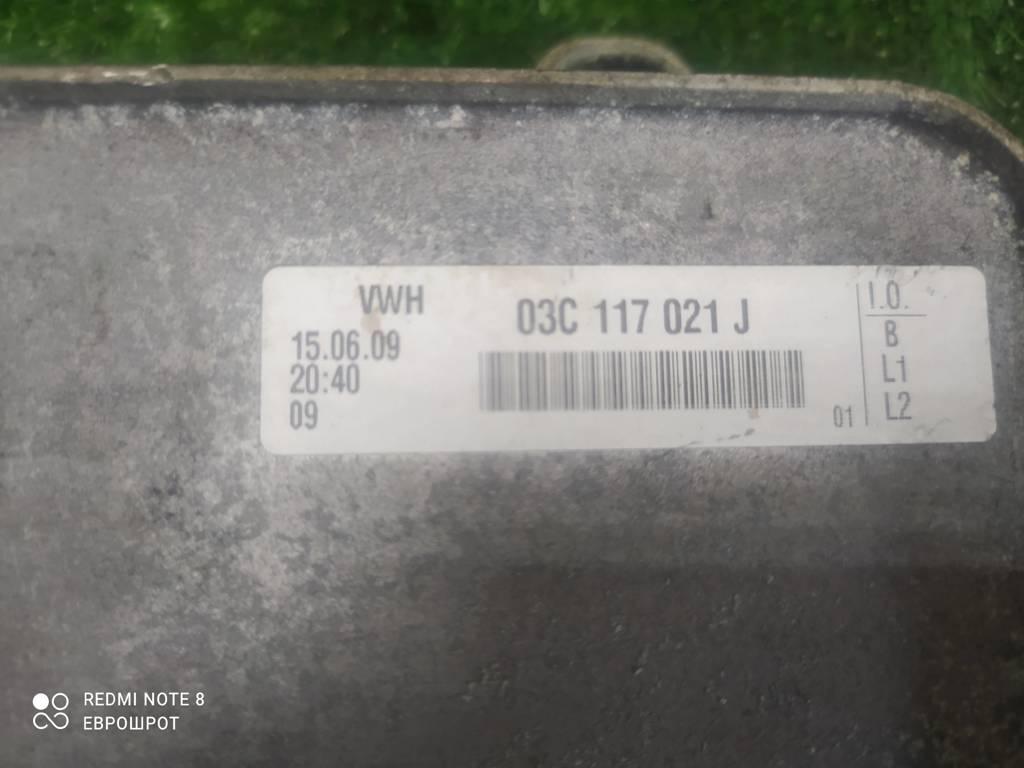 VWH
15.06.09
20:40
09
03C 117 021 J
01
I.O.
B
L1
L2
REDMI NOTE 8
ЕВРОШРОТ